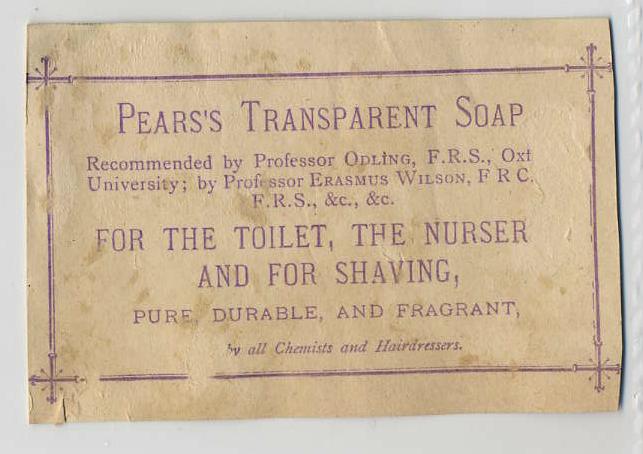 PEARS'S TRANSPARENT SOAP
Recommended by Professor ODLING, F.R.S., Oxf
University; by Professor ERASMUS WILSON, F R C.
F.R.S., &c., &c.
FOR THE TOILET, THE NURSER
AND FOR SHAVING,
PURE, DURABLE, AND FRAGRANT,
by all Chemists and Hairdressers.